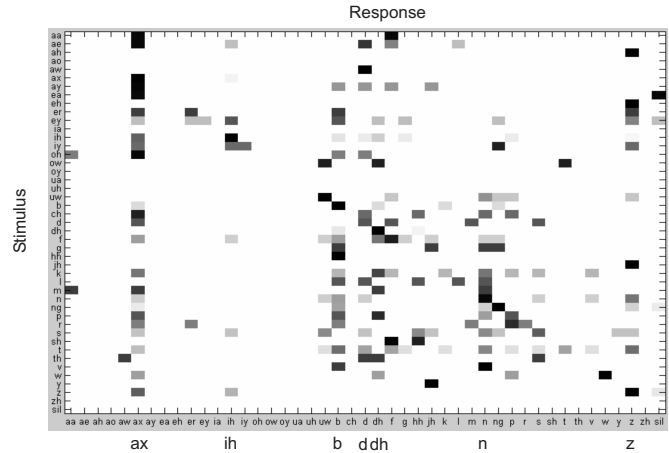 Response
Stimulus
aa
ae
ah
ao
aw
ax
ay
ea
eh
er
ey
ia
ih
iy
oh
ow
oy
ua
uh
uw
b
ch
d
dh
f
g
hh
jh
k
l
m
n
ng
p
r
s
sh
t
th
v
w
y
z
zh
sil
aa ae ah ao aw ax ay ea eh er ey ia ih iy oh ow oy ua uh uw b ch d dh f g hh jh k l m n ng p r s sh t th v w y z zh sil
ax ih b d dh n z